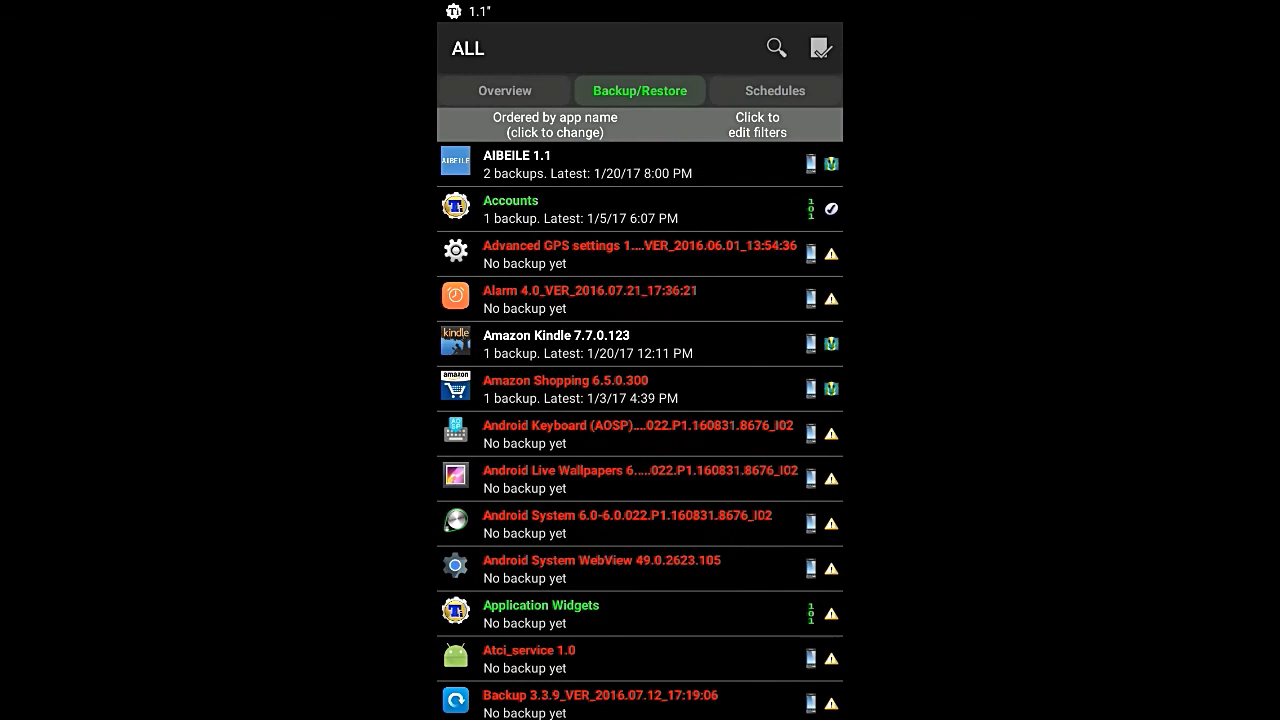 1.1"
ALL
Overview
Backup/Restore
Schedules
Ordered by app name
(click to change)
Click to
edit filters
AIBEILE
AIBEILE 1.1
2 backups. Latest: 1/20/17 8:00 PM
Accounts
1 backup. Latest: 1/5/17 6:07 PM
Advanced GPS settings 1....VER_2016.06.01_13:54:36
No backup yet
Alarm 4.0_VER_2016.07.21_17:36:21
No backup yet
kindle
Amazon Kindle 7.7.0.123
1 backup. Latest: 1/20/17 12:11 PM
amazon
Amazon Shopping 6.5.0.300
1 backup. Latest: 1/3/17 4:39 PM
Android Keyboard (AOSP)....022.P1.160831.8676_I02
No backup yet
Android Live Wallpapers 6.....022.P1.160831.8676_I02
No backup yet
Android System 6.0-6.0.022.P1.160831.8676_I02
No backup yet
Android System WebView 49.0.2623.105
No backup yet
Application Widgets
No backup yet
Atci_service 1.0
No backup yet
Backup 3.3.9_VER_2016.07.12_17:19:06
No backup yet